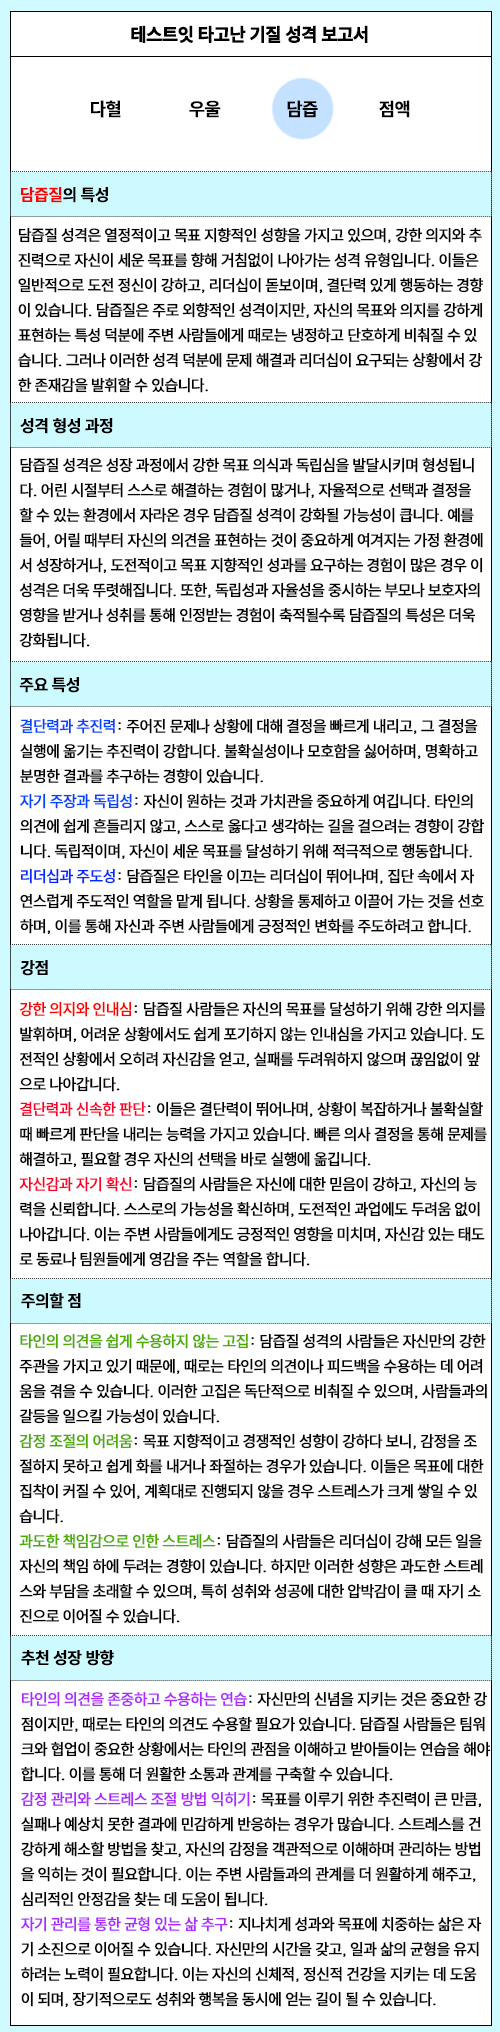 테스트잇 타고난 기질 성격 보고서
다혈 우울 담즙 점액
담즙질의 특성
담즙질 성격은 열정적이고 목표 지향적인 성향을 가지고 있으며, 강한 의지와 추
진력으로 자신이 세운 목표를 향해 거침없이 나아가는 성격 유형입니다. 이들은
일반적으로 도전 정신이 강하고, 리더십이 돋보이며, 결단력 있게 행동하는 경향
이 있습니다. 담즙질은 주로 외향적인 성격이지만, 자신의 목표와 의지를 강하게
표현하는 특성 덕분에 주변 사람들에게 때로는 냉정하고 단호하게 비춰질 수 있
습니다. 그러나 이러한 성격 덕분에 문제 해결과 리더십이 요구되는 상황에서 강
한 존재감을 발휘할 수 있습니다.
성격 형성 과정
담즙질 성격은 성장 과정에서 강한 목표 의식과 독립심을 발달시키며 형성됩니
다. 어린 시절부터 스스로 해결하는 경험이 많거나, 자율적으로 선택과 결정을
할 수 있는 환경에서 자라온 경우 담즙질 성격이 강화될 가능성이 큽니다. 예를
들어, 어릴 때부터 자신의 의견을 표현하는 것이 중요하게 여겨지는 가정 환경에
서 성장하거나, 도전적이고 목표 지향적인 성과를 요구하는 경험이 많은 경우 이
성격은 더욱 뚜렷해집니다. 또한, 독립성과 자율성을 중시하는 부모나 보호자의
영향을 받거나 성취를 통해 인정받는 경험이 축적될수록 담즙질의 특성은 더욱
강화됩니다.
주요 특성
결단력과 추진력: 주어진 문제나 상황에 대해 결정을 빠르게 내리고, 그 결정을
실행에 옮기는 추진력이 강합니다. 불확실성이나 모호함을 싫어하며, 명확하고
분명한 결과를 추구하는 경향이 있습니다.
자기 주장과 독립성: 자신이 원하는 것과 가치관을 중요하게 여깁니다. 타인의
의견에 쉽게 흔들리지 않고, 스스로 옳다고 생각하는 길을 걸으려는 경향이 강합
니다. 독립적이며, 자신이 세운 목표를 달성하기 위해 적극적으로 행동합니다.
리더십과 주도성: 담즙질은 타인을 이끄는 리더십이 뛰어나며, 집단 속에서 자
연스럽게 주도적인 역할을 맡게 됩니다. 상황을 통제하고 이끌어 가는 것을 선호
하며, 이를 통해 자신과 주변 사람들에게 긍정적인 변화를 주도하려고 합니다.
강점
강한 의지와 인내심: 담즙질 사람들은 자신의 목표를 달성하기 위해 강한 의지를
발휘하며, 어려운 상황에서도 쉽게 포기하지 않는 인내심을 가지고 있습니다. 도
전적인 상황에서 오히려 자신감을 얻고, 실패를 두려워하지 않으며 끊임없이 앞
으로 나아갑니다.
결단력과 신속한 판단: 이들은 결단력이 뛰어나며, 상황이 복잡하거나 불확실할
때 빠르게 판단을 내리는 능력을 가지고 있습니다. 빠른 의사 결정을 통해 문제를
해결하고, 필요할 경우 자신의 선택을 바로 실행에 옮깁니다.
자신감과 자기 확신: 담즙질의 사람들은 자신에 대한 믿음이 강하고, 자신의 능
력을 신뢰합니다. 스스로의 가능성을 확신하며, 도전적인 과업에도 두려움 없이
나아갑니다. 이는 주변 사람들에게도 긍정적인 영향을 미치며, 자신감 있는 태도
로 동료나 팀원들에게 영감을 주는 역할을 합니다.
주의할 점
타인의 의견을 쉽게 수용하지 않는 고집: 담즙질 성격의 사람들은 자신만의 강한
주관을 가지고 있기 때문에, 때로는 타인의 의견이나 피드백을 수용하는 데 어려
움을 겪을 수 있습니다. 이러한 고집은 독단적으로 비춰질 수 있으며, 사람들과의
갈등을 일으킬 가능성이 있습니다.
감정 조절의 어려움: 목표 지향적이고 경쟁적인 성향이 강하다 보니, 감정을 조
절하지 못하고 쉽게 화를 내거나 좌절하는 경우가 있습니다. 이들은 목표에 대한
집착이 커질 수 있어, 계획대로 진행되지 않을 경우 스트레스가 크게 쌓일 수 있
습니다.
과도한 책임감으로 인한 스트레스: 담즙질의 사람들은 리더십이 강해 모든 일을
자신의 책임 하에 두려는 경향이 있습니다. 하지만 이러한 성향은 과도한 스트레
스와 부담을 초래할 수 있으며, 특히 성취와 성공에 대한 압박감이 클 때 자기 소
진으로 이어질 수 있습니다.
추천 성장 방향
타인의 의견을 존중하고 수용하는 연습: 자신만의 신념을 지키는 것은 중요한 강
점이지만, 때로는 타인의 의견도 수용할 필요가 있습니다. 담즙질 사람들은 팀워
크와 협업이 중요한 상황에서는 타인의 관점을 이해하고 받아들이는 연습을 해야
합니다. 이를 통해 더 원활한 소통과 관계를 구축할 수 있습니다.
감정 관리와 스트레스 조절 방법 익히기: 목표를 이루기 위한 추진력이 큰 만큼,
실패나 예상치 못한 결과에 민감하게 반응하는 경우가 많습니다. 스트레스를 건
강하게 해소할 방법을 찾고, 자신의 감정을 객관적으로 이해하며 관리하는 방법
을 익히는 것이 필요합니다. 이는 주변 사람들과의 관계를 더 원활하게 해주고,
심리적인 안정감을 찾는 데 도움이 됩니다.
자기 관리를 통한 균형 있는 삶 추구: 지나치게 성과와 목표에 치중하는 삶은 자
기 소진으로 이어질 수 있습니다. 자신만의 시간을 갖고, 일과 삶의 균형을 유지
하려는 노력이 필요합니다. 이는 자신의 신체적, 정신적 건강을 지키는 데 도움
이 되며, 장기적으로도 성취와 행복을 동시에 얻는 길이 될 수 있습니다.